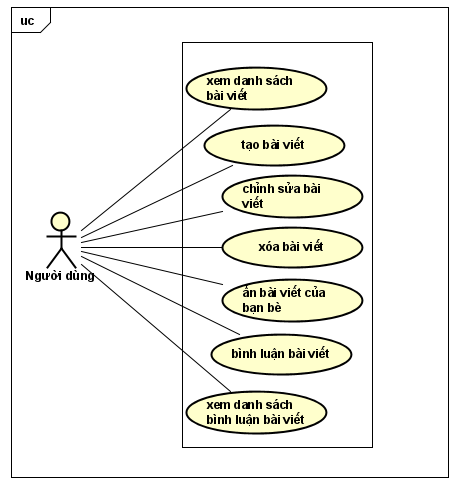 uc
xem danh sách
bài viết
tạo bài viết
chỉnh sửa bài
viết
xóa bài viết
Người dùng
ẩn bài viết của
bạn bè
bình luận bài viết
xem danh sách
bình luận bài viết